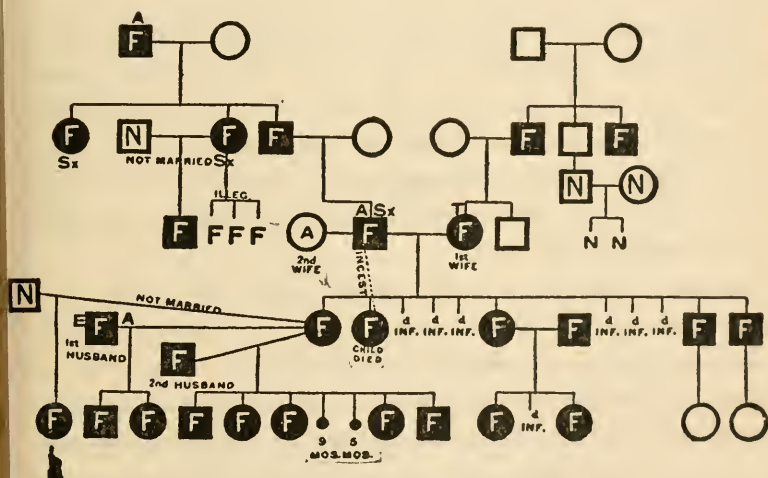 A
F
F
N
F
F
F
F
Sx
NOT MARRIED Sx
N
N
ILLEG.
F
F F F
A Sx
A
F
F
N N
2nd
WIFE
1st
WIFE
INCEST
N
NOT MARRIED
E F A
1st
HUSBAND
F
2nd HUSBAND
F
F
CHILD
DIED
d d d
INF. INF. INF.
F
F
d d d
INF. INF. INF.
F
F
F
F
F
F
F
F
9 5
MOS. MOS.
F
F
F
d
INF.
F